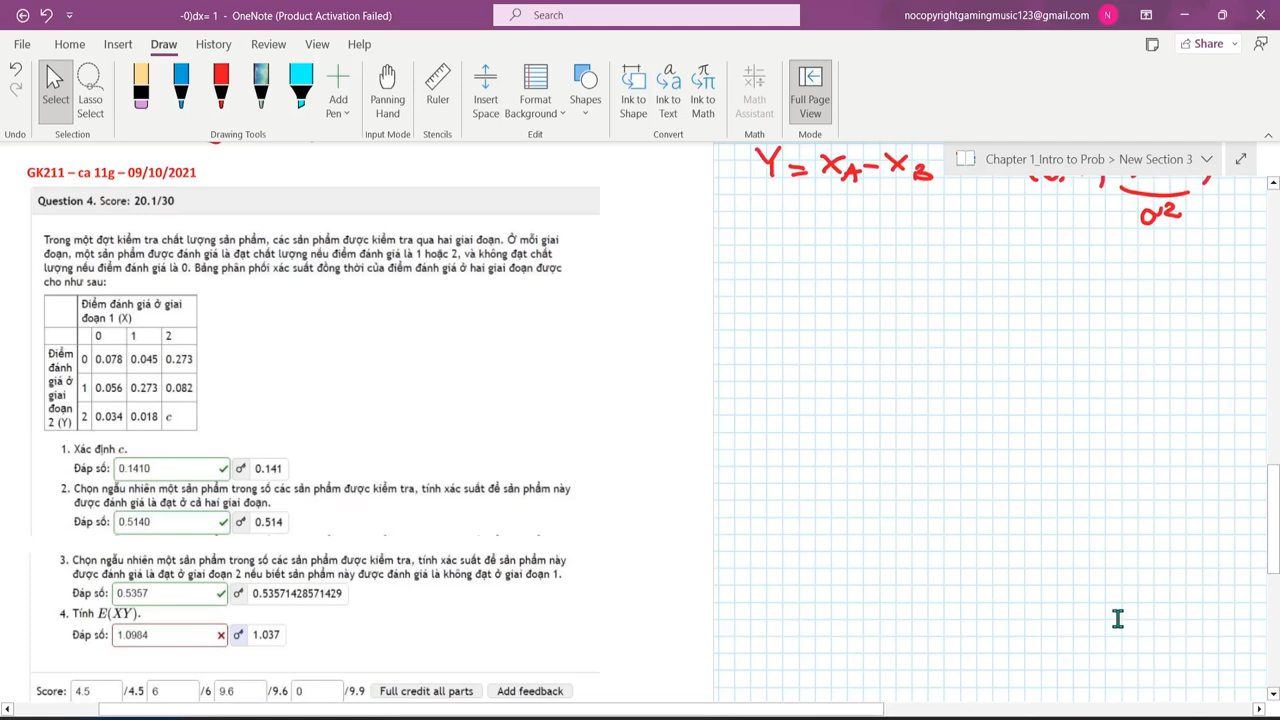 -0)dx= 1 - OneNote (Product Activation Failed)
Search
nocopyrightgamingmusic123@gmail.com
N
File Home Insert Draw History Review View Help
Share
Select
Lasso Select
Add Pen
Panning Hand
Ruler
Insert Space
Format Background
Shapes
Ink to Shape
Ink to Text
Ink to Math
Math Assistant
Full Page View
Undo Selection Drawing Tools Input Mode Stencils Edit Convert Math Mode
Y = XA - XB
Chapter 1_Intro to Prob > New Section 3
σ2
GK211 – ca 11g – 09/10/2021
Question 4. Score: 20.1/30
Trong một đợt kiểm tra chất lượng sản phẩm, các sản phẩm được kiểm tra qua hai giai đoạn. Ở mỗi giai
đoạn, một sản phẩm được đánh giá là đạt chất lượng nếu điểm đánh giá là 1 hoặc 2, và không đạt chất
lượng nếu điểm đánh giá là 0. Bảng phân phối xác suất đồng thời của điểm đánh giá ở hai giai đoạn được
cho như sau:
Điểm đánh giá ở giai
đoạn 1 (X)
0 1 2
Điểm
đánh
giá ở
giai
đoạn
2 (Y)
0 0.078 0.045 0.273
1 0.056 0.273 0.082
2 0.034 0.018 c
1. Xác định c.
Đáp số: 0.1410 0.141
2. Chọn ngẫu nhiên một sản phẩm trong số các sản phẩm được kiểm tra, tính xác suất để sản phẩm này
được đánh giá là đạt ở cả hai giai đoạn.
Đáp số: 0.5140 0.514
3. Chọn ngẫu nhiên một sản phẩm trong số các sản phẩm được kiểm tra, tính xác suất để sản phẩm này
được đánh giá là đạt ở giai đoạn 2 nếu biết sản phẩm này được đánh giá là không đạt ở giai đoạn 1.
Đáp số: 0.5357 0.53571428571429
4. Tính E(XY).
Đáp số: 1.0984 1.037
Score: 4.5 /4.5 6 /6 9.6 /9.6 0 /9.9 Full credit all parts Add feedback